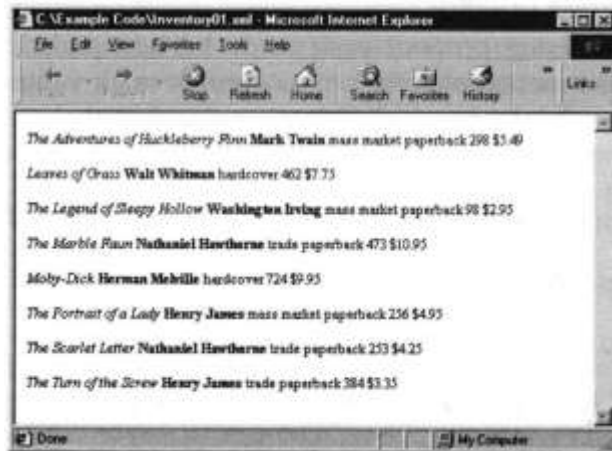 C:\Example Code\Inventory01.xml - Microsoft Internet Explorer
File Edit View Favorites Tools Help
Stop Refresh Home Search Favorites History Links
The Adventures of Huckleberry Finn Mark Twain mass market paperback 298 $5.49
Leaves of Grass Walt Whitman hardcover 462 $7.75
The Legend of Sleepy Hollow Washington Irving mass market paperback 98 $2.95
The Marble Faun Nathaniel Hawthorne trade paperback 473 $10.95
Moby-Dick Herman Melville hardcover 724 $9.95
The Portrait of a Lady Henry James mass market paperback 256 $4.95
The Scarlet Letter Nathaniel Hawthorne trade paperback 253 $4.25
The Turn of the Screw Henry James trade paperback 384 $3.35
Done My Computer